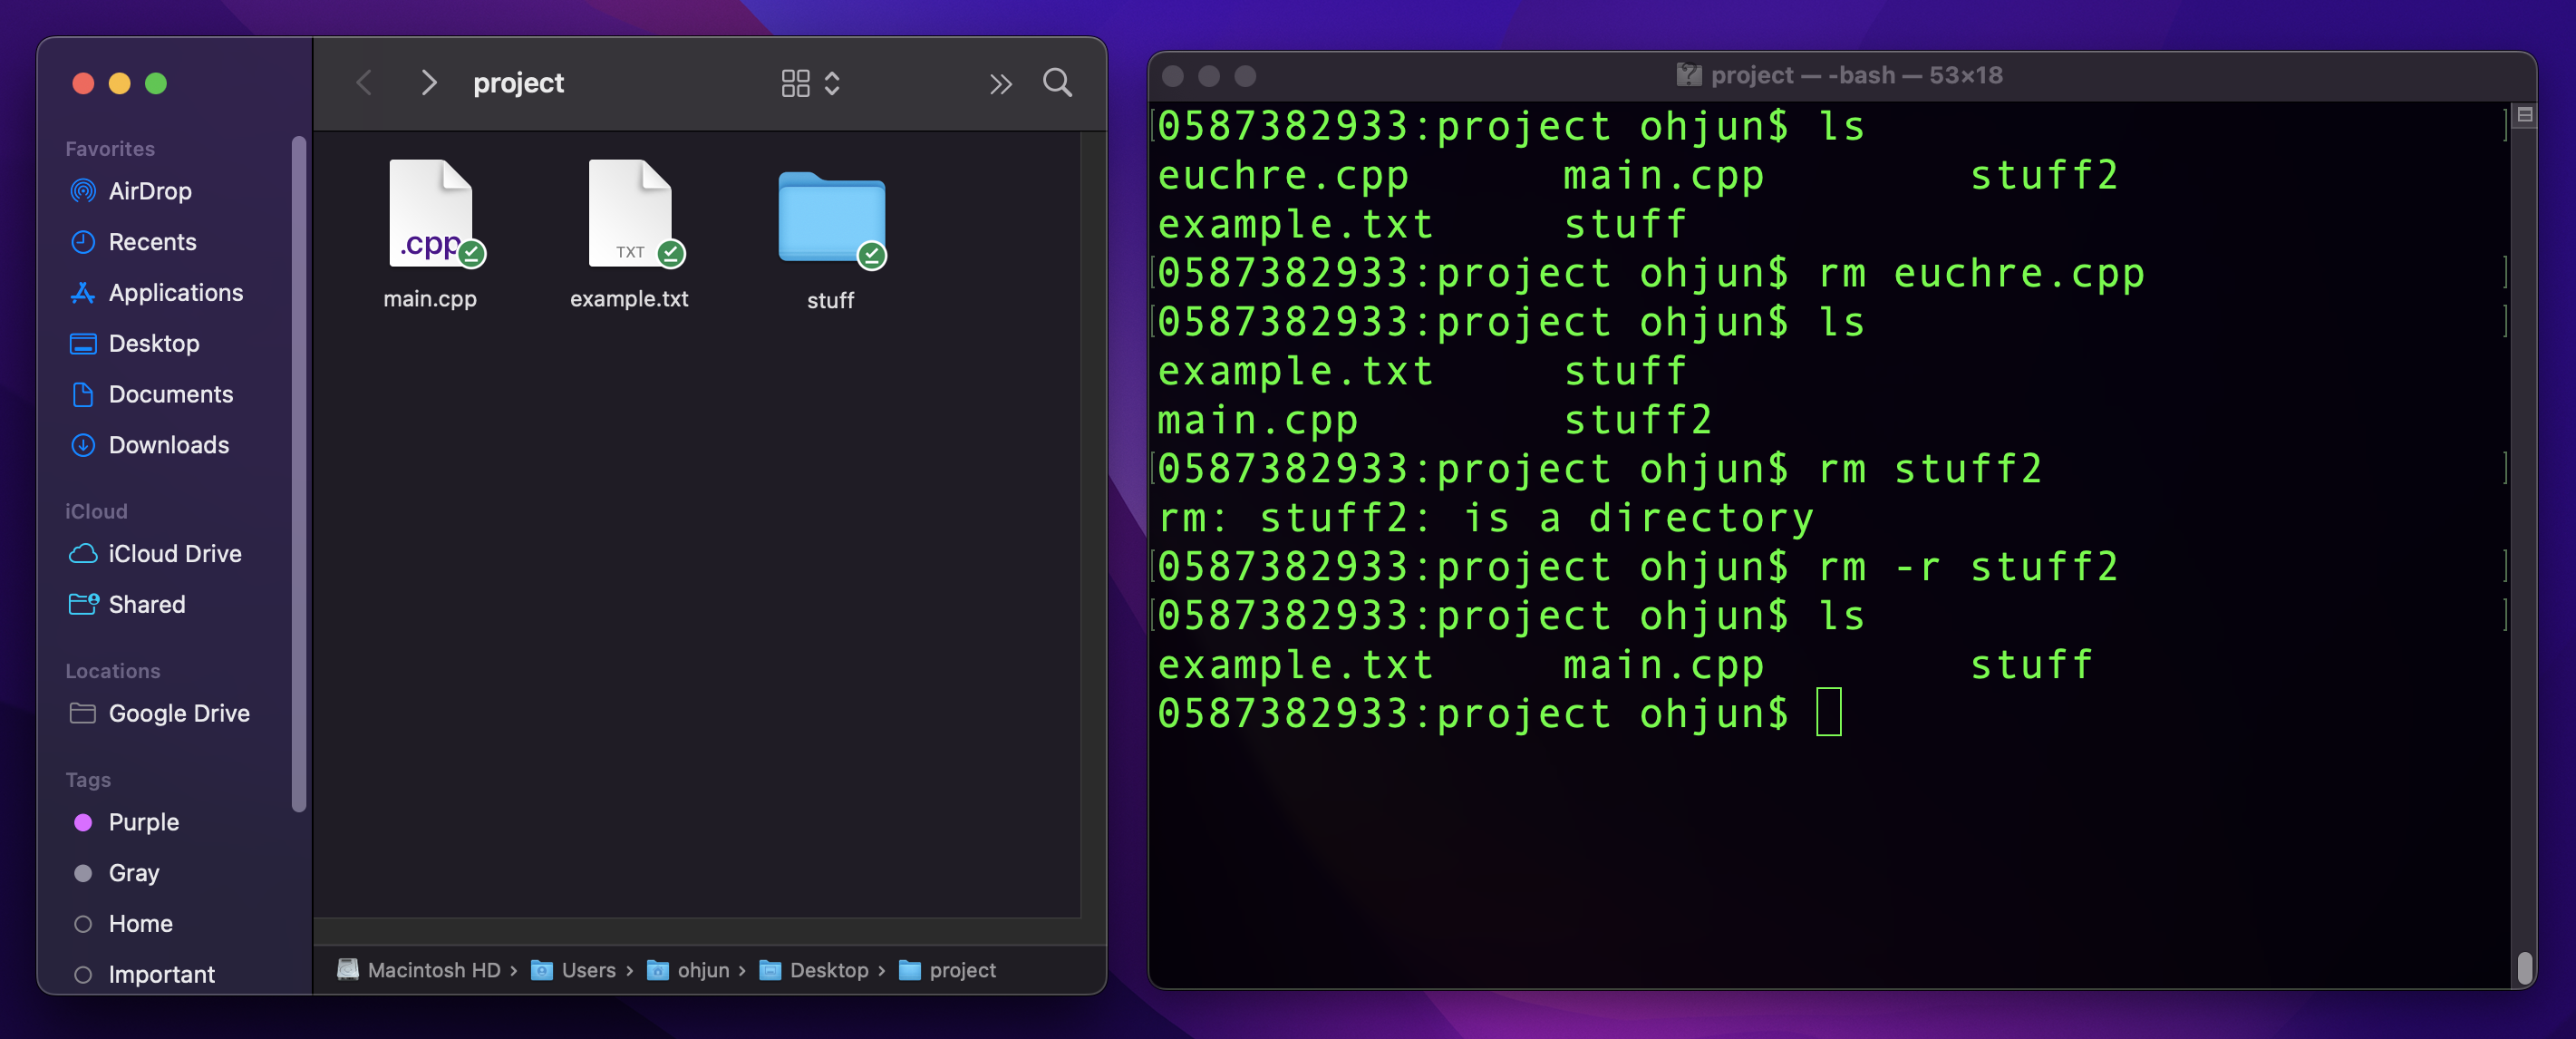 project
Favorites
AirDrop
Recents
Applications
Desktop
Documents
Downloads
iCloud
iCloud Drive
Shared
Locations
Google Drive
Tags
Purple
Gray
Home
Important
.cpp
TXT
main.cpp example.txt stuff
Macintosh HD › Users › ohjun › Desktop › project
project — -bash — 53×18
[0587382933:project ohjun$ ls ]
euchre.cpp main.cpp stuff2
example.txt stuff
[0587382933:project ohjun$ rm euchre.cpp ]
[0587382933:project ohjun$ ls ]
example.txt stuff
main.cpp stuff2
[0587382933:project ohjun$ rm stuff2 ]
rm: stuff2: is a directory
[0587382933:project ohjun$ rm -r stuff2 ]
[0587382933:project ohjun$ ls ]
example.txt main.cpp stuff
0587382933:project ohjun$